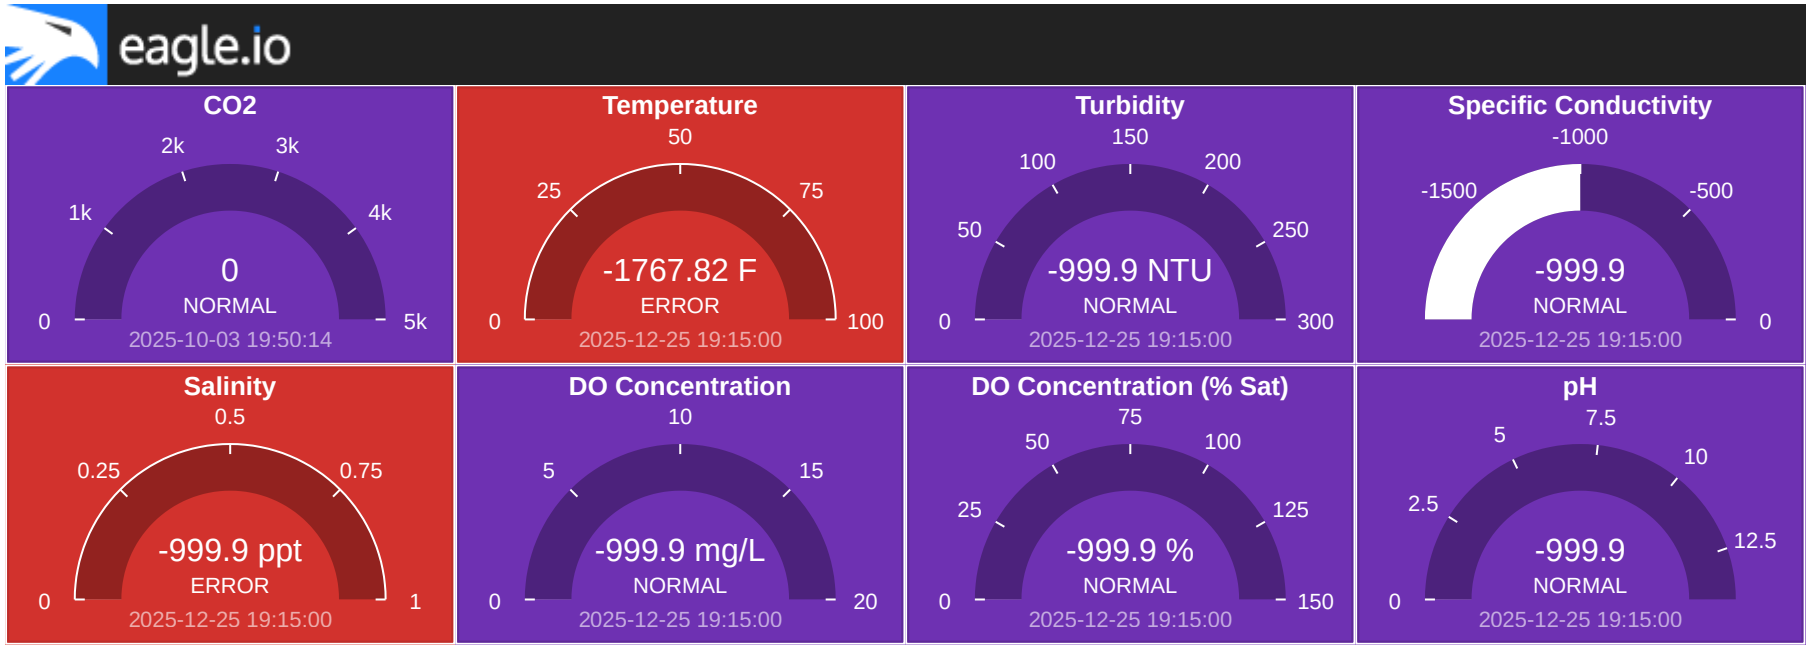 eagle.io
CO2
2k
3k
1k
4k
0
NORMAL
0
5k
2025-10-03 19:50:14
Temperature
50
25
75
-1767.82 F
ERROR
0
100
2025-12-25 19:15:00
Turbidity
150
100
200
50
250
-999.9 NTU
NORMAL
0
300
2025-12-25 19:15:00
Specific Conductivity
-1000
-1500
-500
-999.9
NORMAL
0
2025-12-25 19:15:00
Salinity
0.5
0.25
0.75
-999.9 ppt
ERROR
0
1
2025-12-25 19:15:00
DO Concentration
10
5
15
-999.9 mg/L
NORMAL
0
20
2025-12-25 19:15:00
DO Concentration (% Sat)
75
50
100
25
125
-999.9 %
NORMAL
0
150
2025-12-25 19:15:00
pH
7.5
5
10
2.5
12.5
-999.9
NORMAL
0
2025-12-25 19:15:00